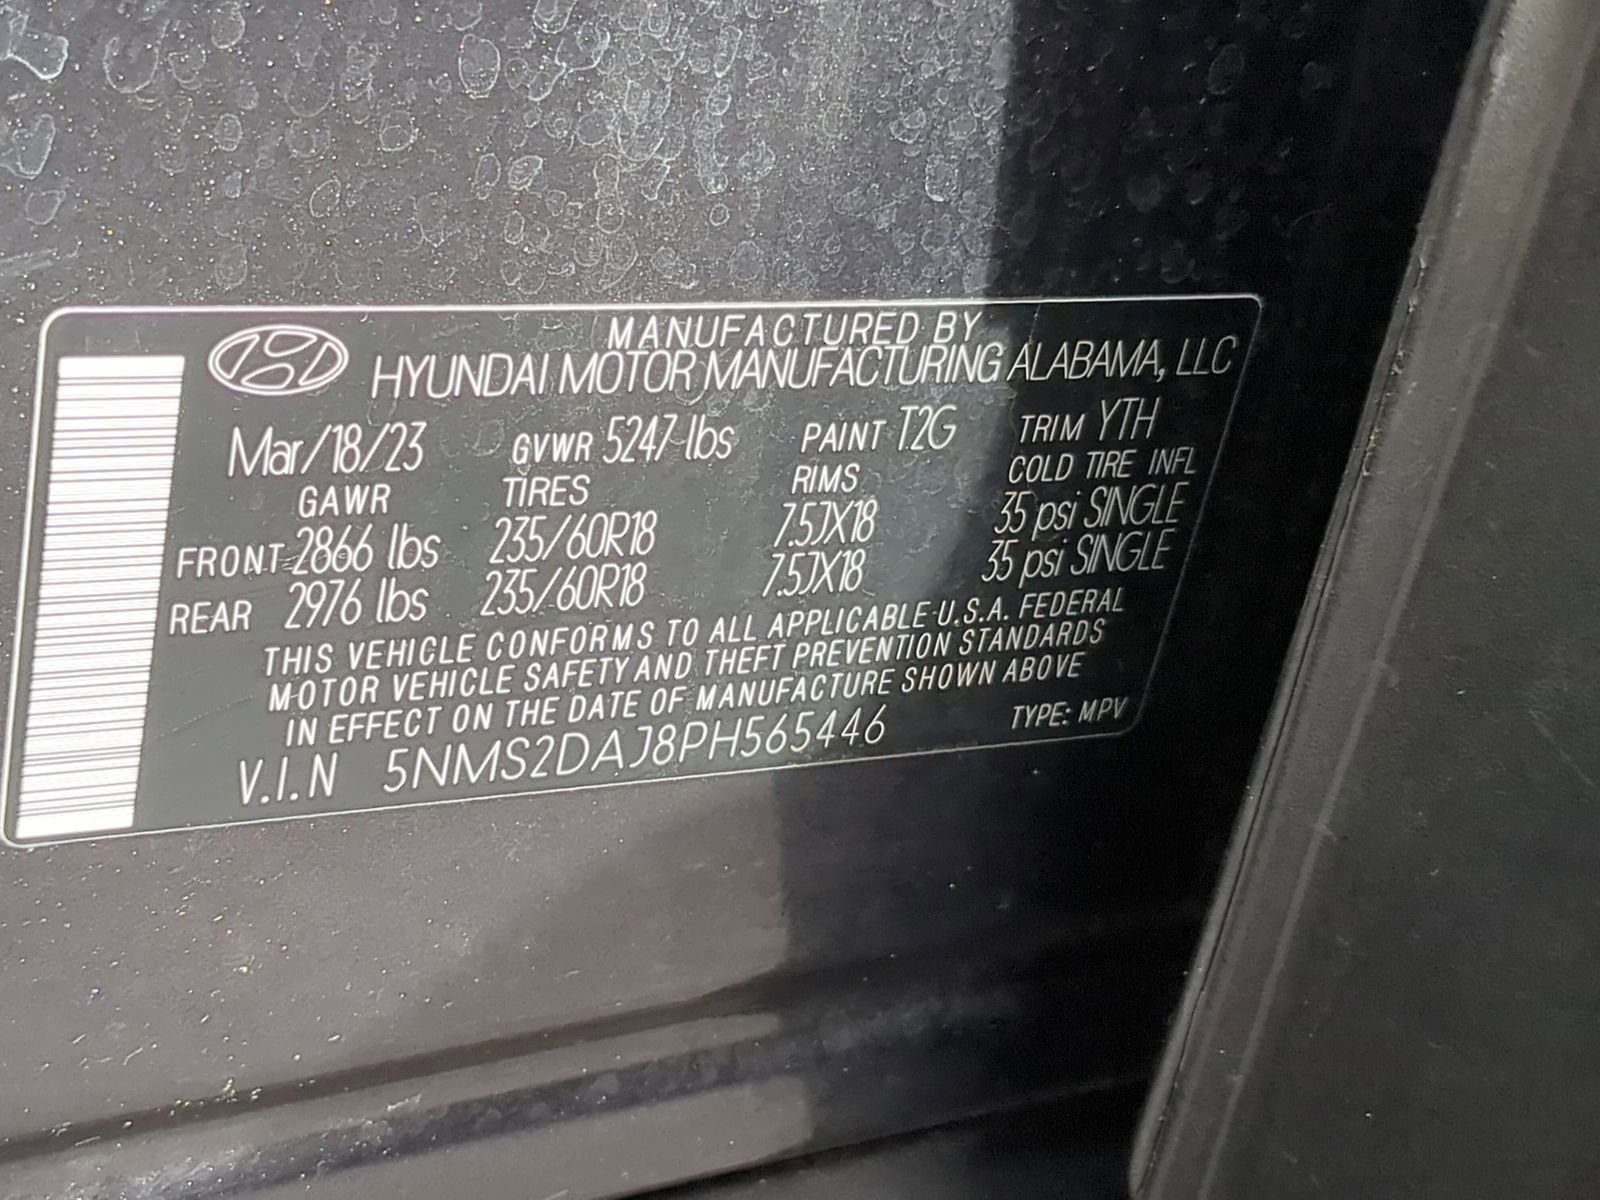 MANUFACTURED BY
HYUNDAI MOTOR MANUFACTURING ALABAMA, LLC
Mar/18/23 GVWR 5247 lbs PAINT T2G TRIM YTH
GAWR TIRES RIMS COLD TIRE INFL
FRONT 2866 lbs 235/60R18 7.5JX18 35 psi SINGLE
REAR 2976 lbs 235/60R18 7.5JX18 35 psi SINGLE
THIS VEHICLE CONFORMS TO ALL APPLICABLE U.S.A. FEDERAL
MOTOR VEHICLE SAFETY AND THEFT PREVENTION STANDARDS
IN EFFECT ON THE DATE OF MANUFACTURE SHOWN ABOVE
V.I.N 5NMS2DAJ8PH565446 TYPE: MPV